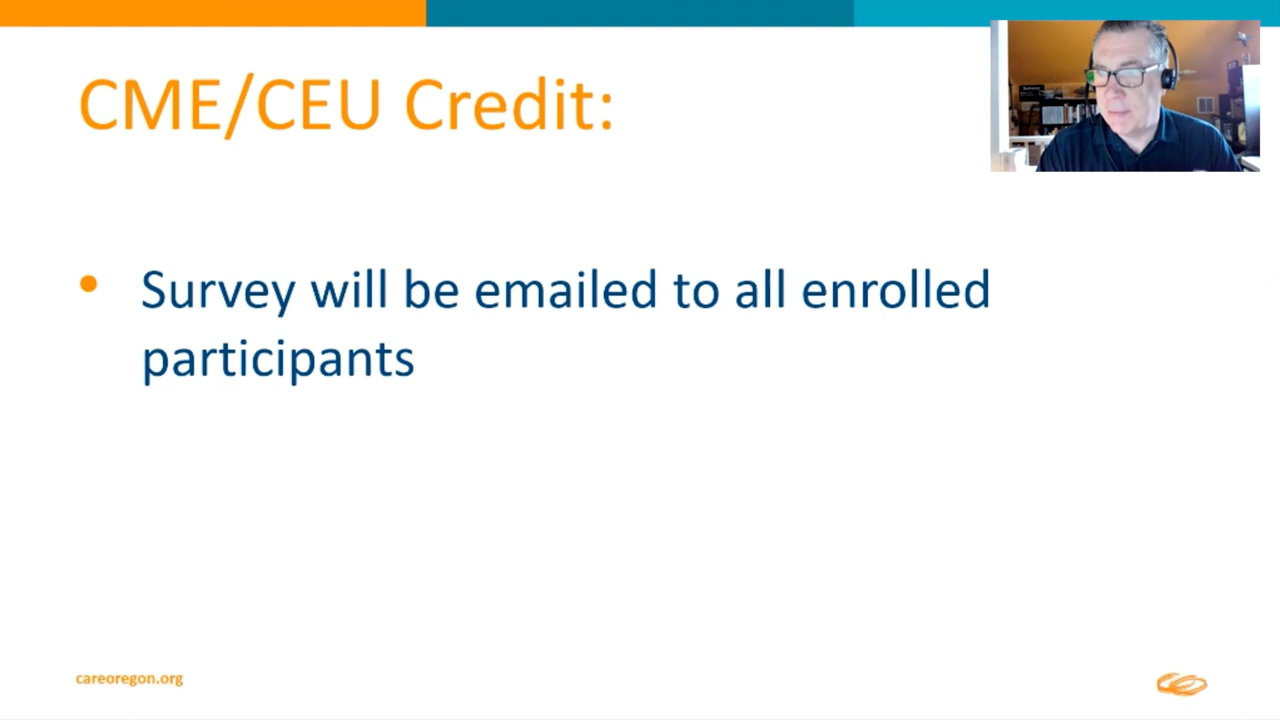 CME/CEU Credit:
• Survey will be emailed to all enrolled
participants
careoregon.org